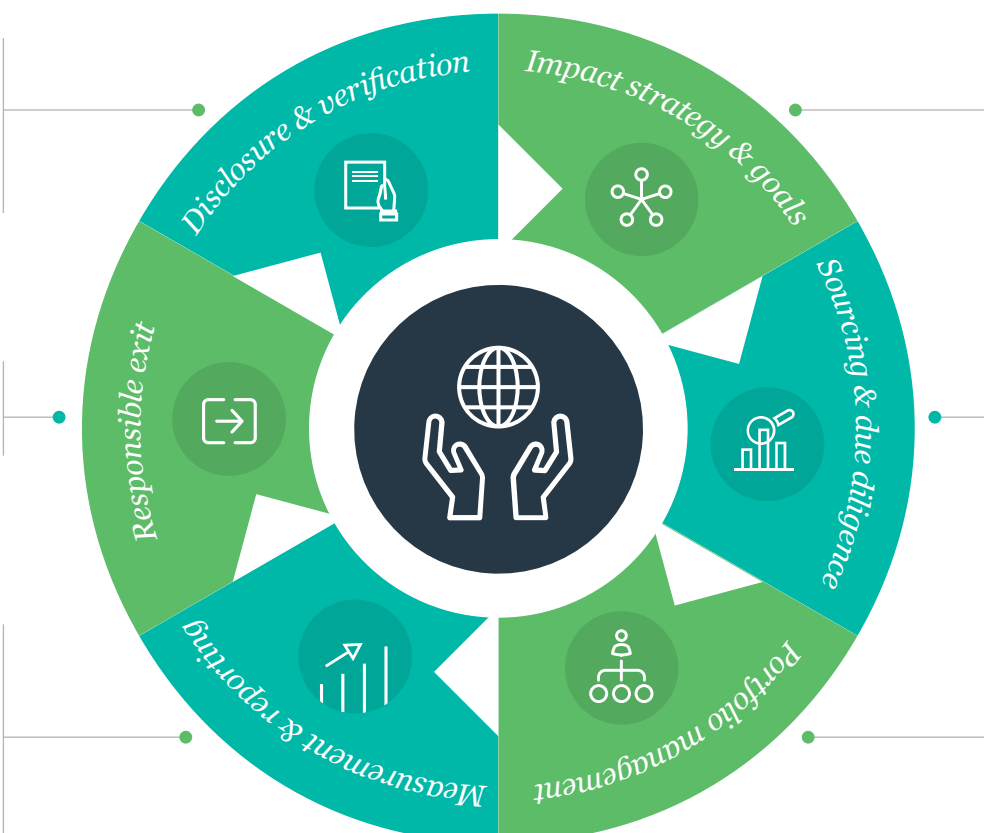 Impact strategy & goals
Sourcing & due diligence
Portfolio management
Measurement & reporting
Responsible exit
Disclosure & verification